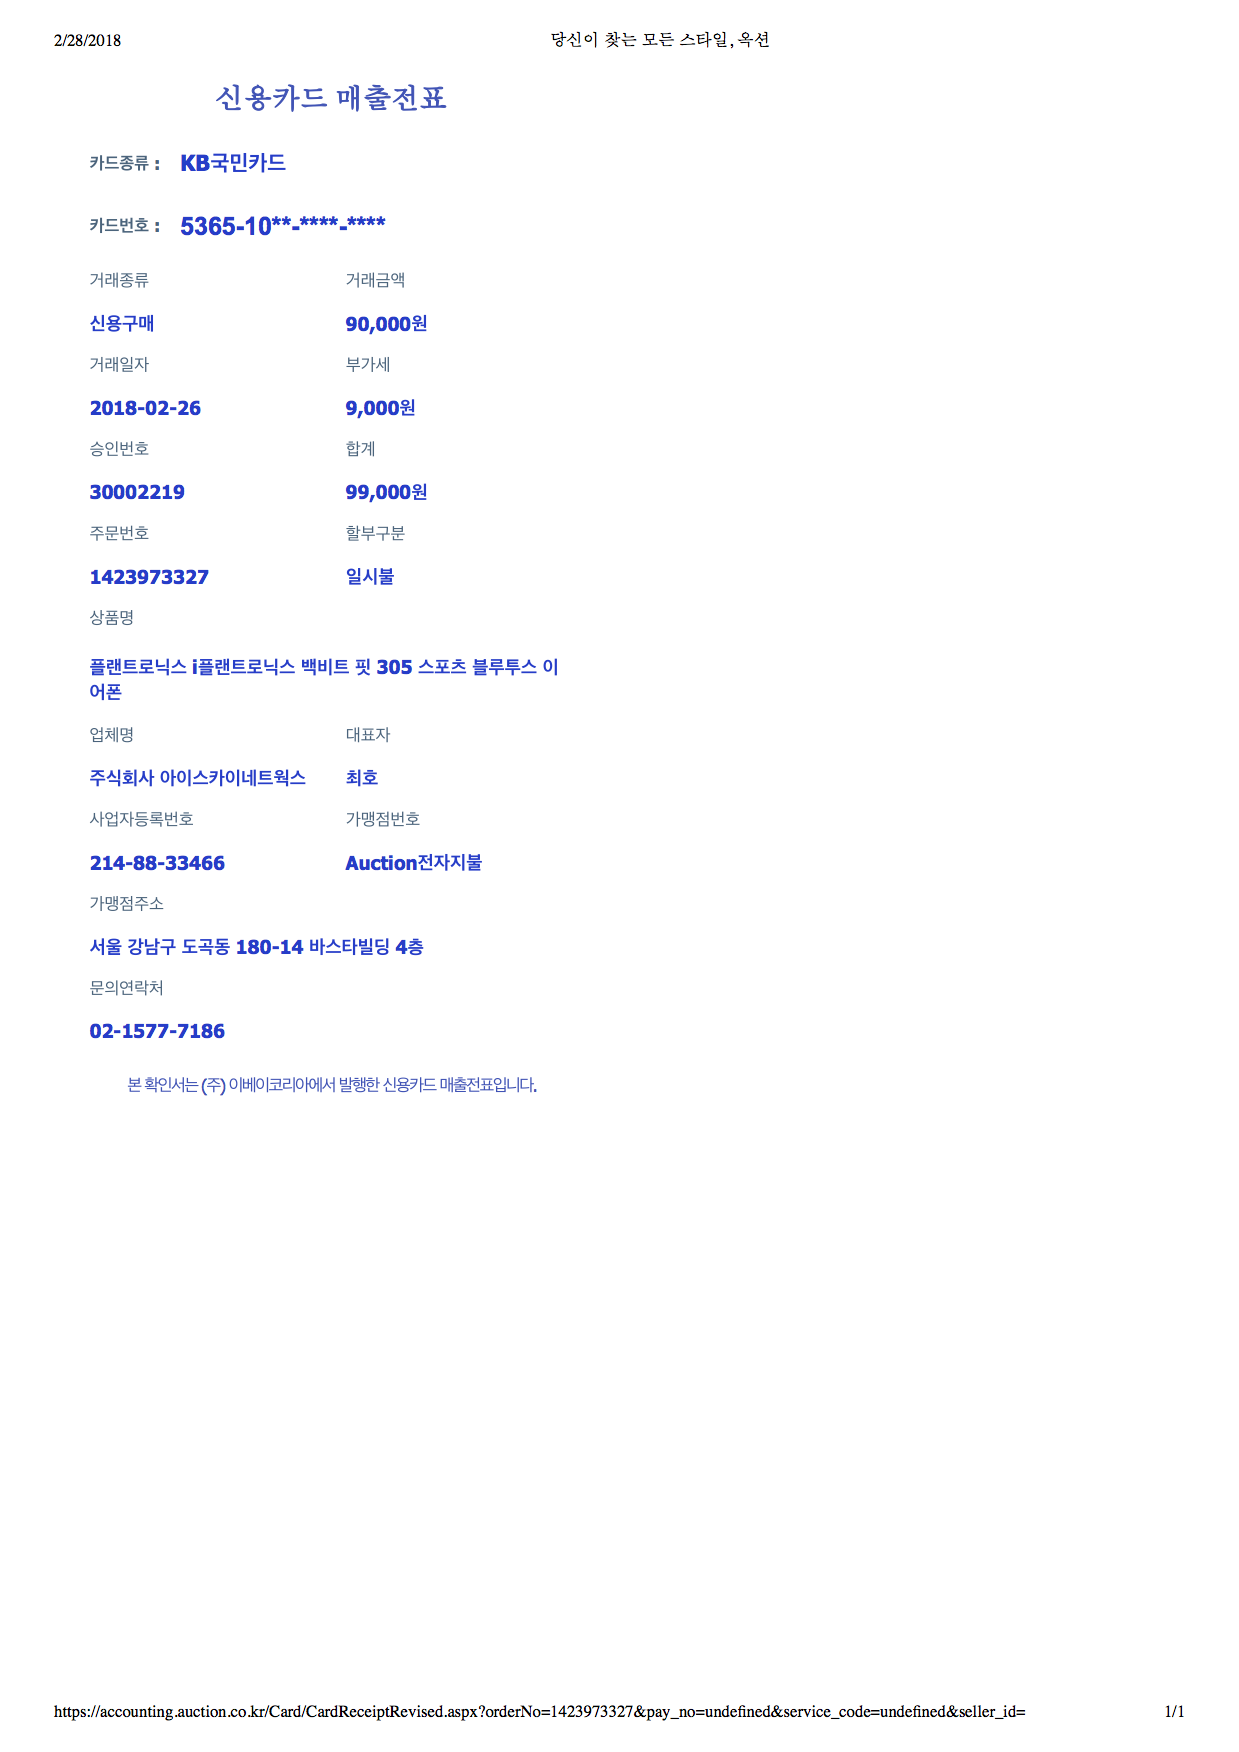 2/28/2018 당신이 찾는 모든 스타일, 옥션
신용카드 매출전표
카드종류 : KB국민카드
카드번호 : 5365-10**-****-****
거래종류 거래금액
신용구매 90,000원
거래일자 부가세
2018-02-26 9,000원
승인번호 합계
30002219 99,000원
주문번호 할부구분
1423973327 일시불
상품명
플랜트로닉스 i플랜트로닉스 백비트 핏 305 스포츠 블루투스 이
어폰
업체명 대표자
주식회사 아이스카이네트웍스 최호
사업자등록번호 가맹점번호
214-88-33466 Auction전자지불
가맹점주소
서울 강남구 도곡동 180-14 바스타빌딩 4층
문의연락처
02-1577-7186
본 확인서는 (주) 이베이코리아에서 발행한 신용카드 매출전표입니다.
https://accounting.auction.co.kr/Card/CardReceiptRevised.aspx?orderNo=1423973327&pay_no=undefined&service_code=undefined&seller_id= 1/1